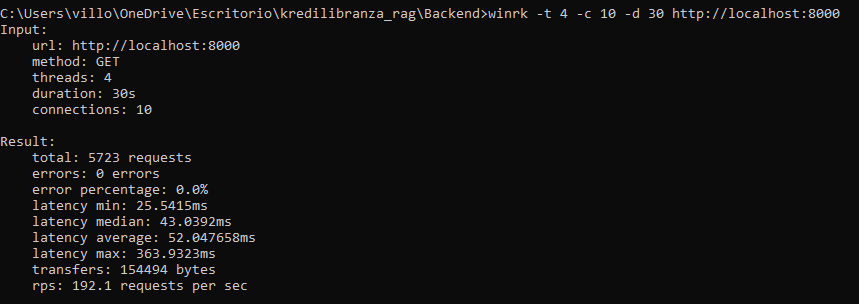 C:\Users\villo\OneDrive\Escritorio\kredilibranza_rag\Backend>winrk -t 4 -c 10 -d 30 http://localhost:8000
Input:
    url: http://localhost:8000
    method: GET
    threads: 4
    duration: 30s
    connections: 10

Result:
    total: 5723 requests
    errors: 0 errors
    error percentage: 0.0%
    latency min: 25.5415ms
    latency median: 43.0392ms
    latency average: 52.047658ms
    latency max: 363.9323ms
    transfers: 154494 bytes
    rps: 192.1 requests per sec